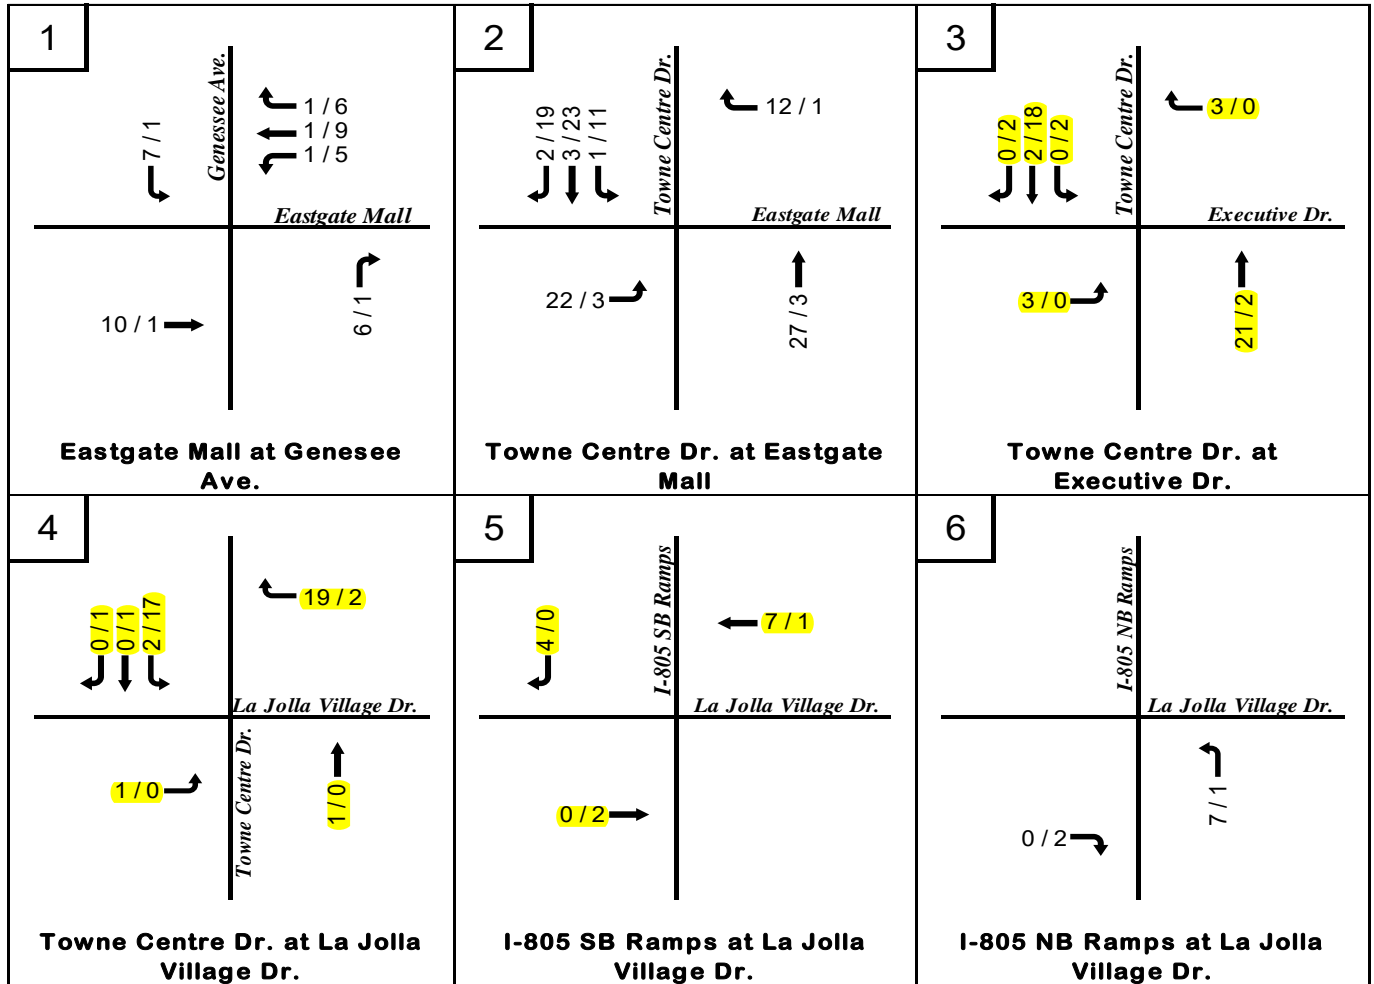 1
Genessee Ave.
7 / 1
1 / 6
1 / 9
1 / 5
Eastgate Mall
10 / 1
6 / 1
Eastgate Mall at Genesee
Ave.
2
Towne Centre Dr.
2 / 19
3 / 23
1 / 11
12 / 1
Eastgate Mall
22 / 3
27 / 3
Towne Centre Dr. at Eastgate
Mall
3
Towne Centre Dr.
0 / 2
2 / 18
0 / 2
3 / 0
Executive Dr.
3 / 0
21 / 2
Towne Centre Dr. at
Executive Dr.
4
0 / 1
0 / 1
2 / 17
19 / 2
La Jolla Village Dr.
Towne Centre Dr.
1 / 0
1 / 0
Towne Centre Dr. at La Jolla
Village Dr.
5
I-805 SB Ramps
4 / 0
7 / 1
La Jolla Village Dr.
0 / 2
I-805 SB Ramps at La Jolla
Village Dr.
6
I-805 NB Ramps
La Jolla Village Dr.
7 / 1
0 / 2
I-805 NB Ramps at La Jolla
Village Dr.